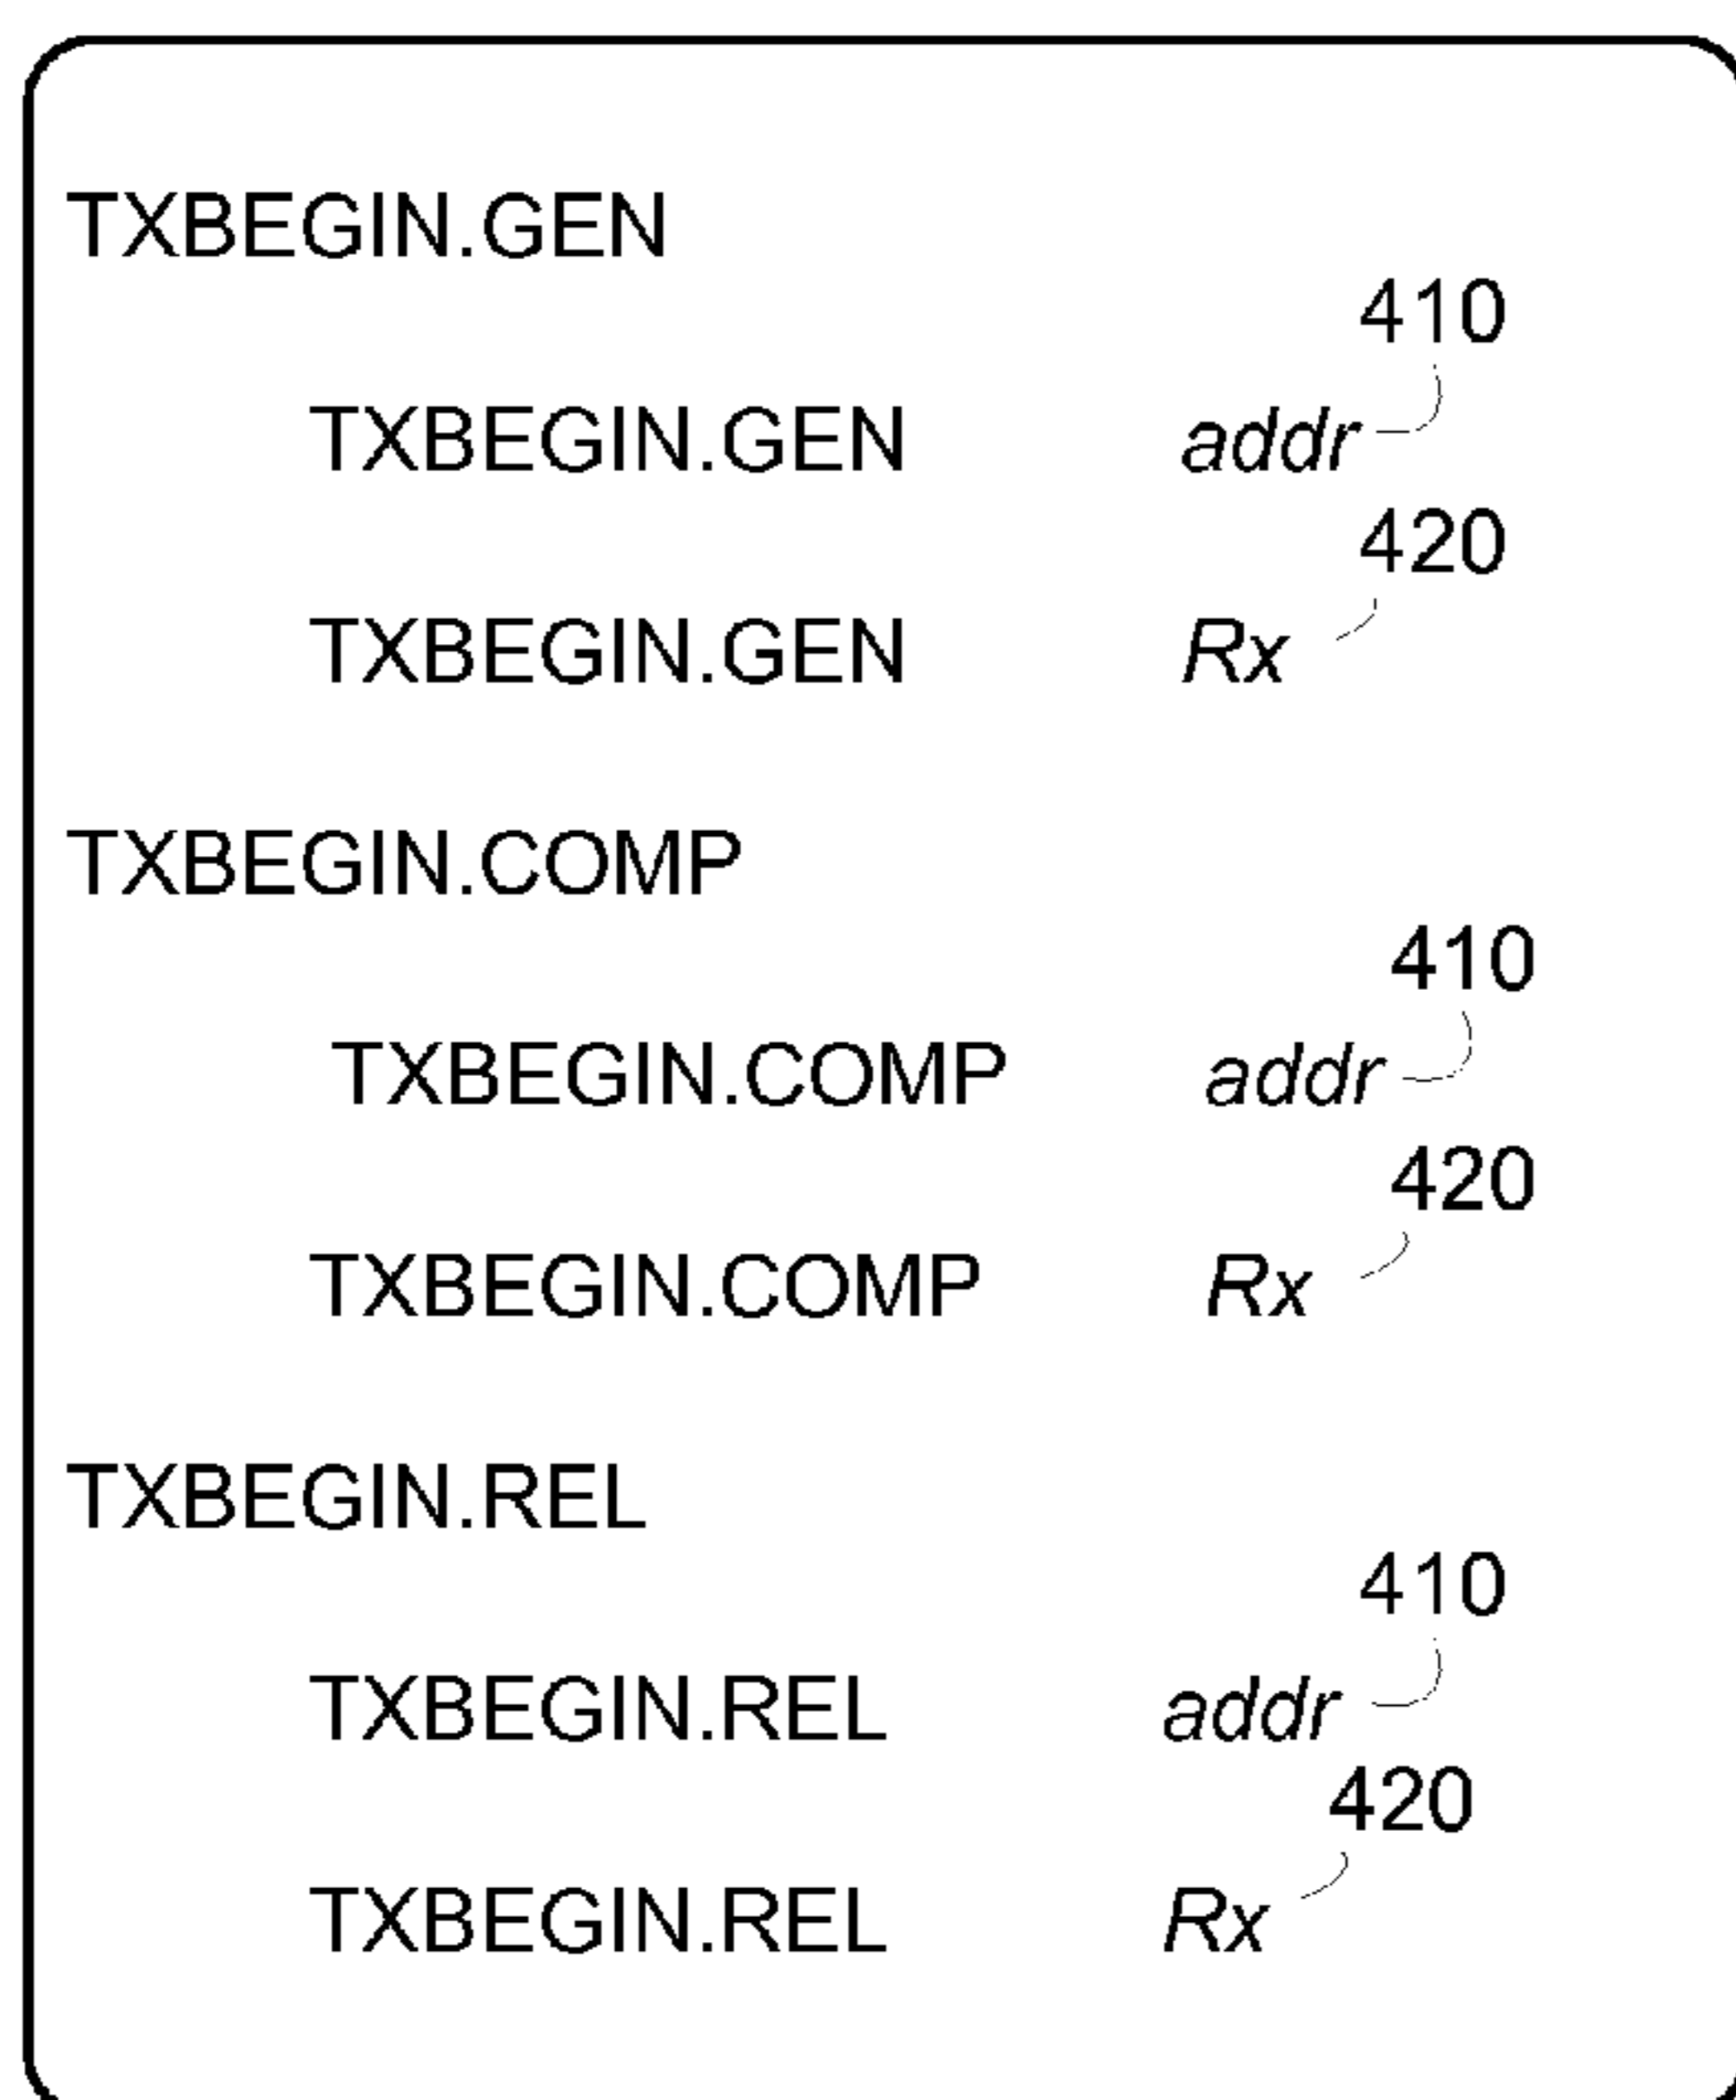 TXBEGIN.GEN
410
TXBEGIN.GEN addr
420
TXBEGIN.GEN Rx
TXBEGIN.COMP
410
TXBEGIN.COMP addr
420
TXBEGIN.COMP Rx
TXBEGIN.REL
410
TXBEGIN.REL addr
420
TXBEGIN.REL Rx